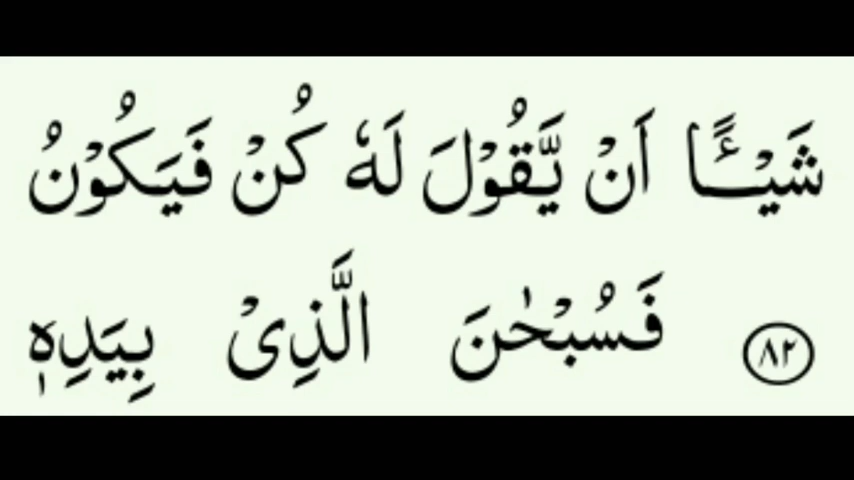 شَيْـًٔا اَنْ يَّقُوْلَ لَهٗ كُنْ فَيَكُوْنُ
۝٨٢ فَسُبْحٰنَ الَّذِیْ بِيَدِهٖ